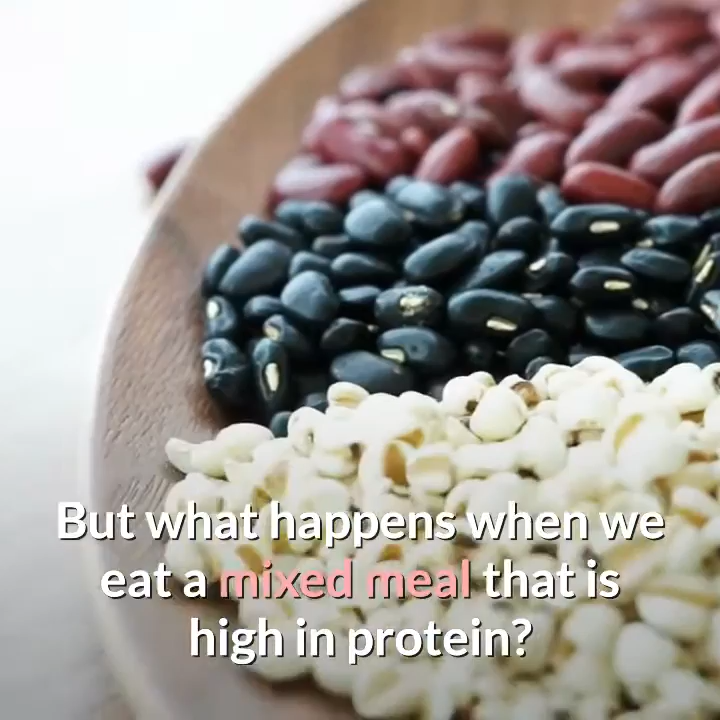 But what happens when we
eat a mixed meal that is
high in protein?